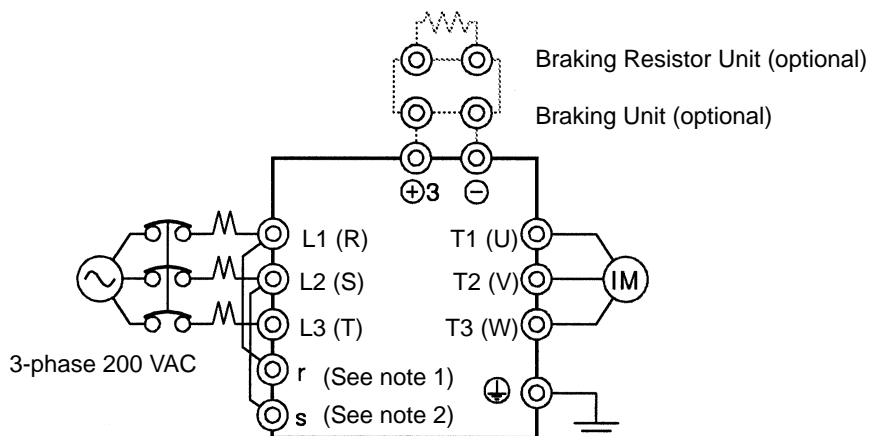 Braking Resistor Unit (optional)
Braking Unit (optional)
⊕3 ⊖
L1 (R) T1 (U)
L2 (S) T2 (V) IM
L3 (T) T3 (W)
3-phase 200 VAC
r (See note 1)
s (See note 2)